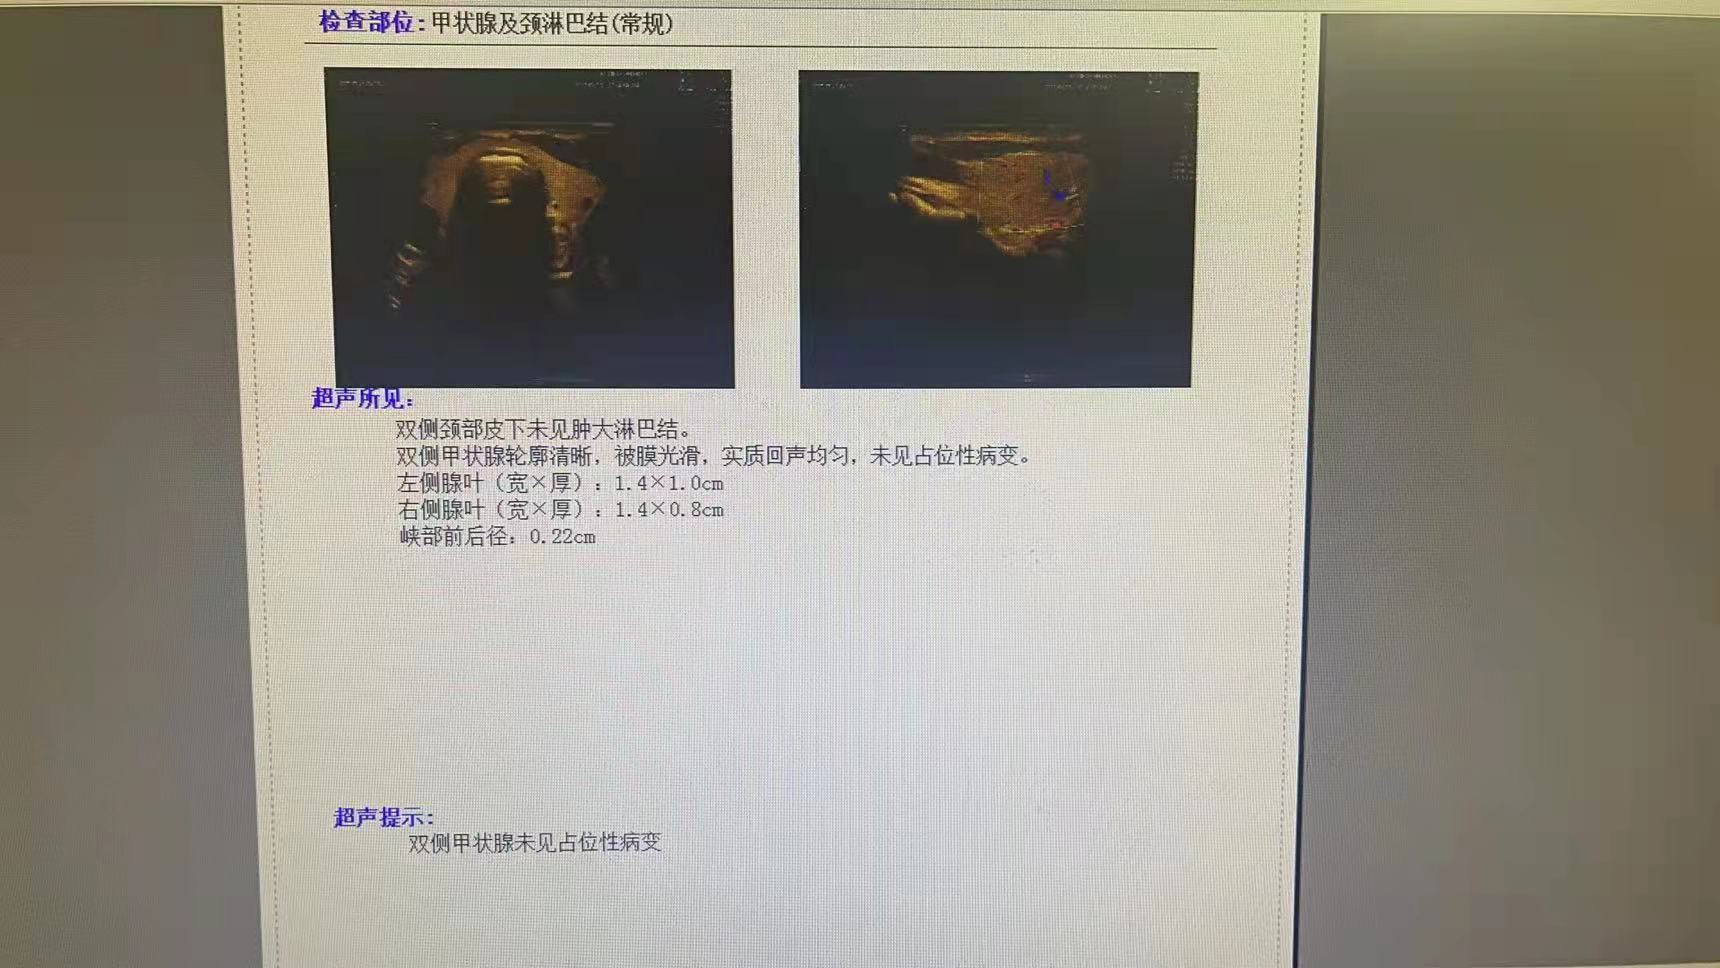 检查部位:甲状腺及颈淋巴结(常规)
超声所见:
双侧颈部皮下未见肿大淋巴结。
双侧甲状腺轮廓清晰，被膜光滑，实质回声均匀，未见占位性病变。
左侧腺叶（宽×厚）：1.4×1.0cm
右侧腺叶（宽×厚）：1.4×0.8cm
峡部前后径：0.22cm
超声提示:
双侧甲状腺未见占位性病变